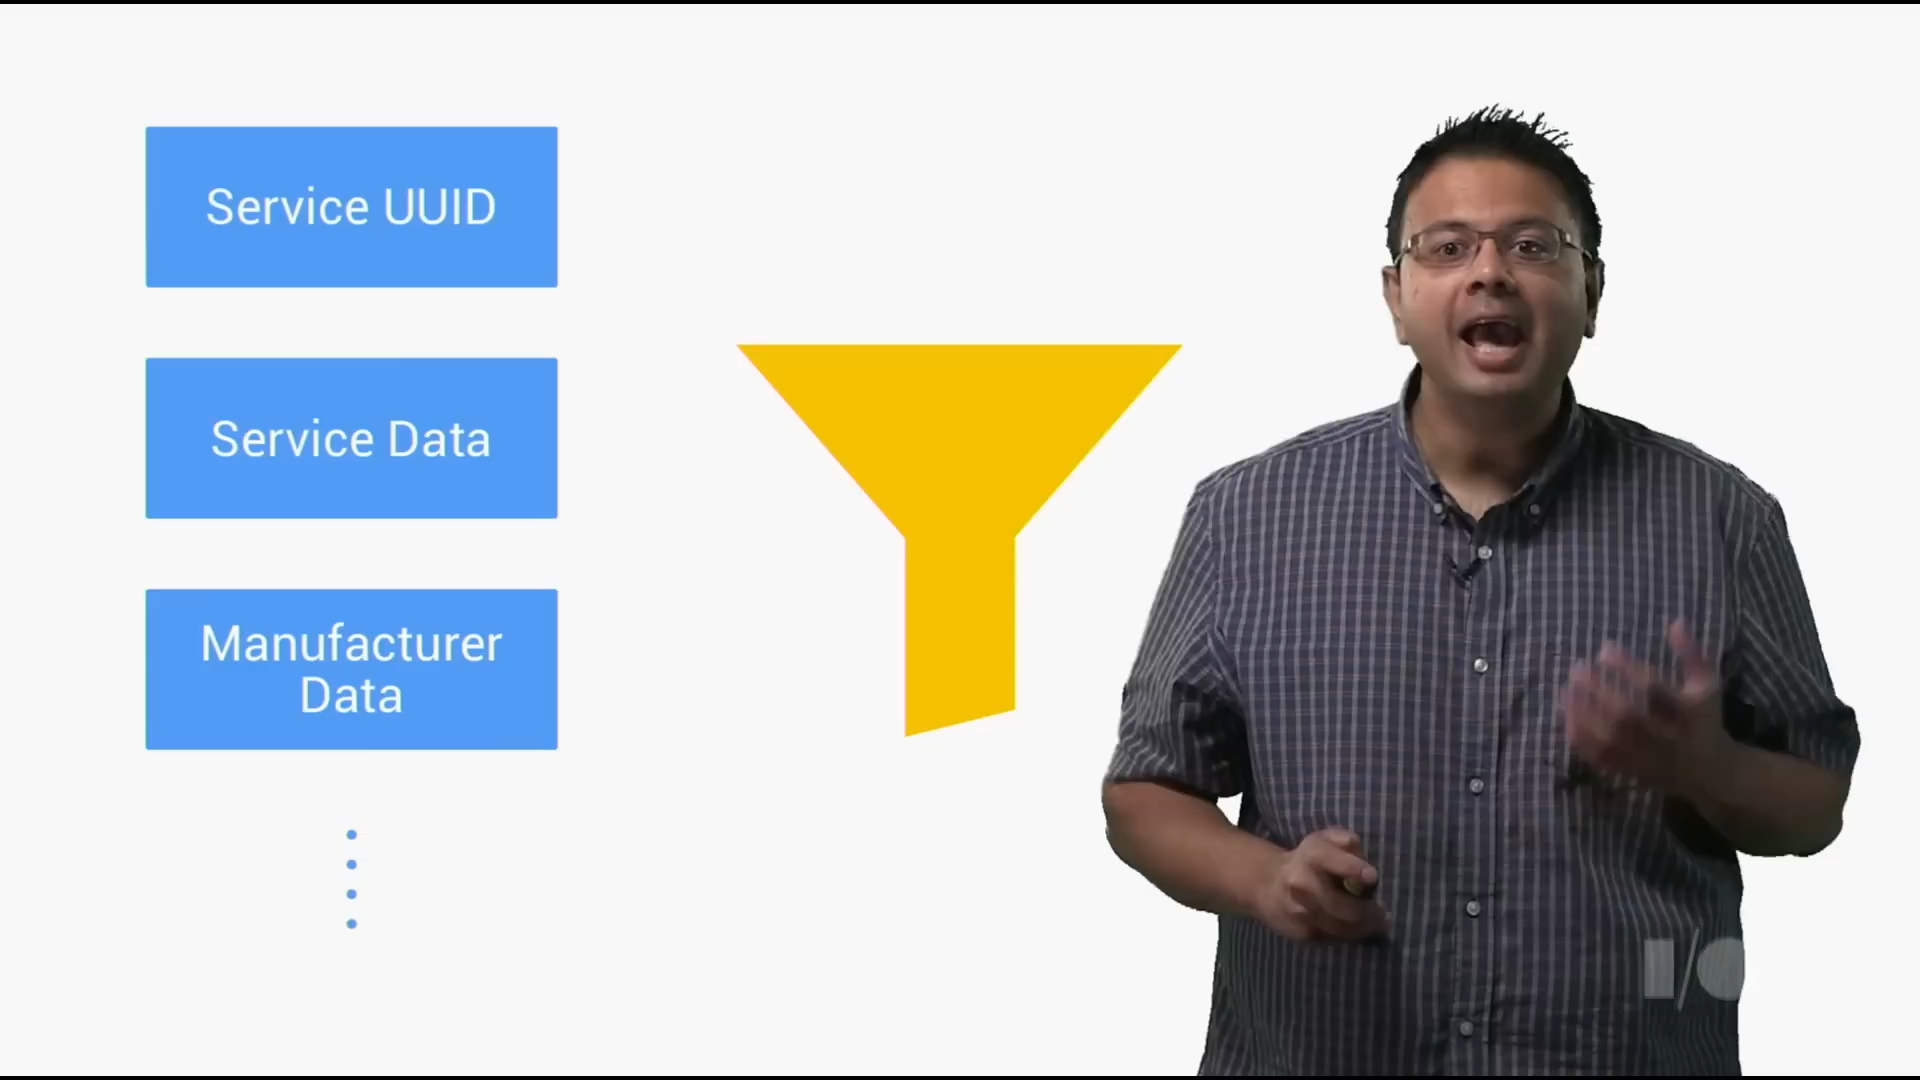 Service UUID
Service Data
Manufacturer
Data
I/O